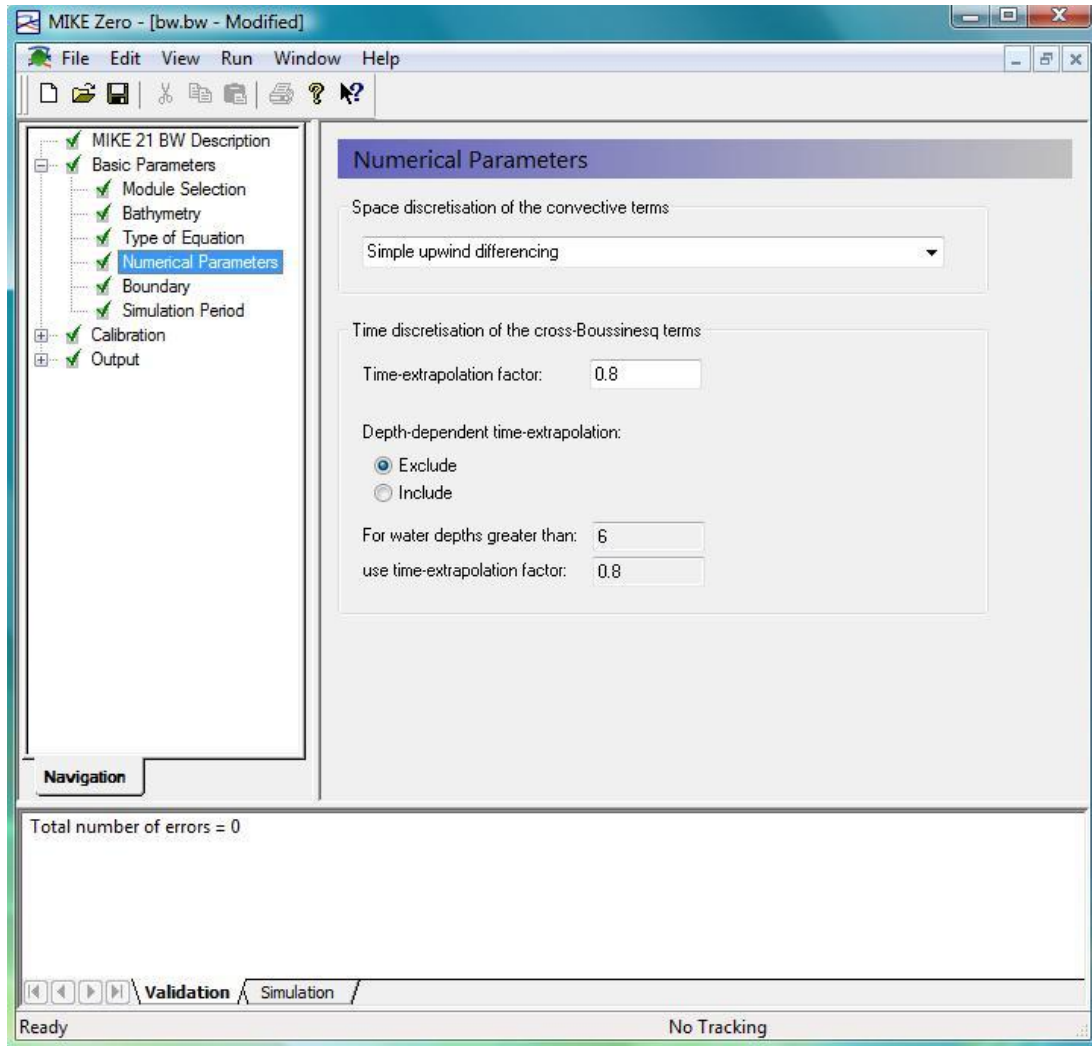 MIKE Zero - [bw.bw - Modified]
File Edit View Run Window Help
MIKE 21 BW Description
Basic Parameters
Module Selection
Bathymetry
Type of Equation
Numerical Parameters
Boundary
Simulation Period
Calibration
Output
Navigation
Numerical Parameters
Space discretisation of the convective terms
Simple upwind differencing
Time discretisation of the cross-Boussinesq terms
Time-extrapolation factor: 0.8
Depth-dependent time-extrapolation:
Exclude
Include
For water depths greater than: 6
use time-extrapolation factor: 0.8
Total number of errors = 0
Validation Simulation
Ready No Tracking